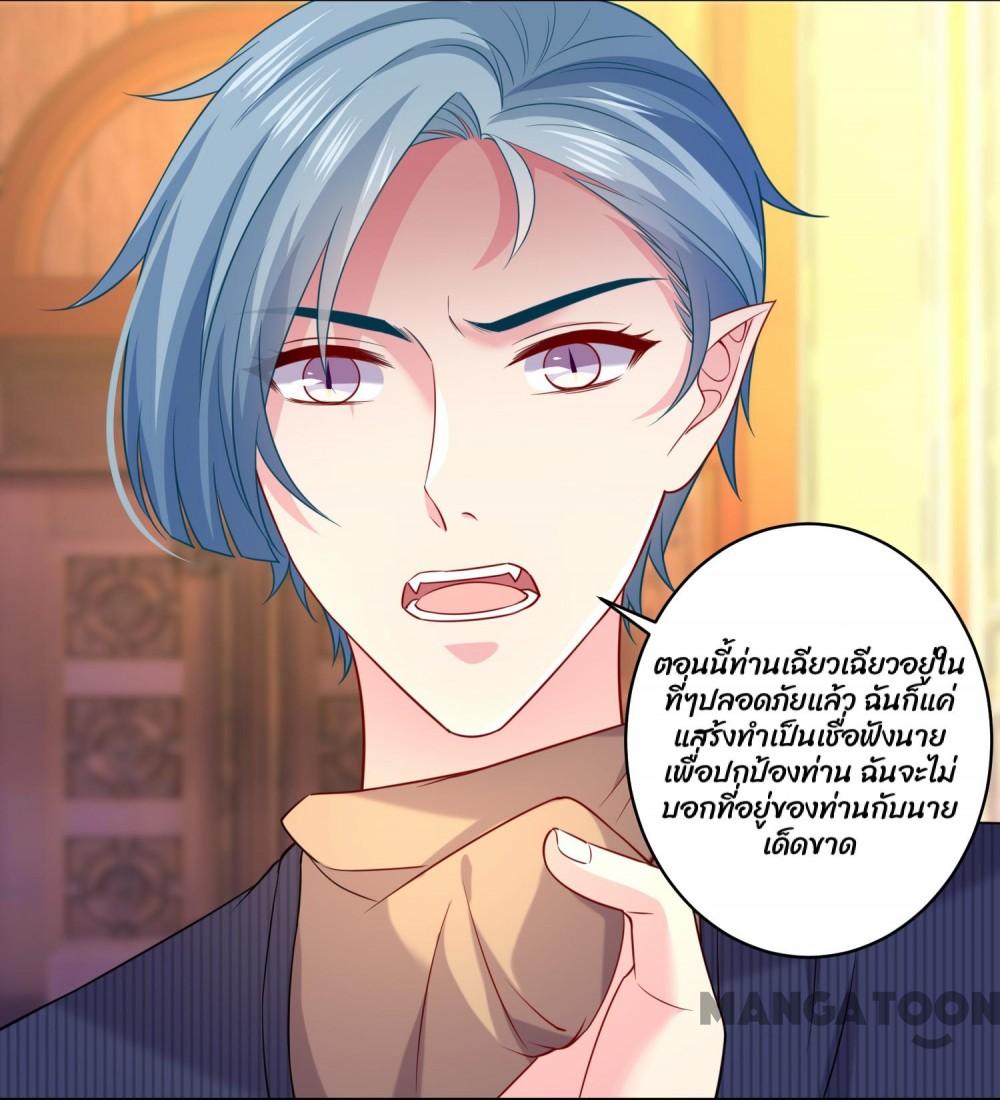 ตอนนี้ท่านเฉียวเฉียวอยู่ใน
ที่ๆปลอดภัยแล้ว ฉันก็แค่
แสร้งทำเป็นเชื่อฟังนาย
เพื่อปกป้องท่าน ฉันจะไม่
บอกที่อยู่ของท่านกับนาย
เด็ดขาด
MANGATOON